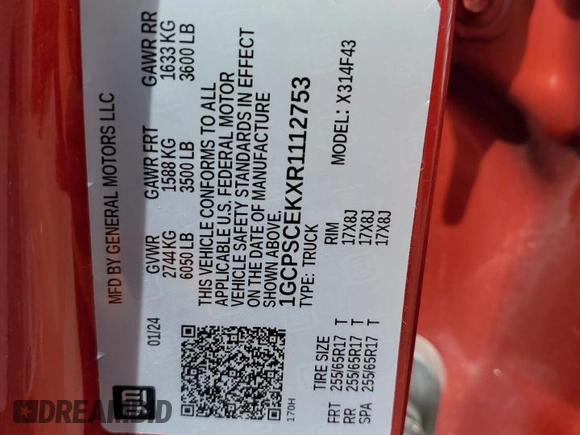 MFD BY GENERAL MOTORS LLC
01/24
GVWR GAWR FRT GAWR RR
2744KG 1588 KG 1633 KG
6050 LB 3500 LB 3600 LB
THIS VEHICLE CONFORMS TO ALL
APPLICABLE U.S. FEDERAL MOTOR
VEHICLE SAFETY STANDARDS IN EFFECT
ON THE DATE OF MANUFACTURE
SHOWN ABOVE.
1GCPSCEKXR1112753
TYPE: TRUCK MODEL: X314F43
170H
TIRE SIZE RIM
FRT 255/65R17 T 17X8J
RR 255/65R17 T 17X8J
SPA 255/65R17 T 17X8J
gm
DREAMBID